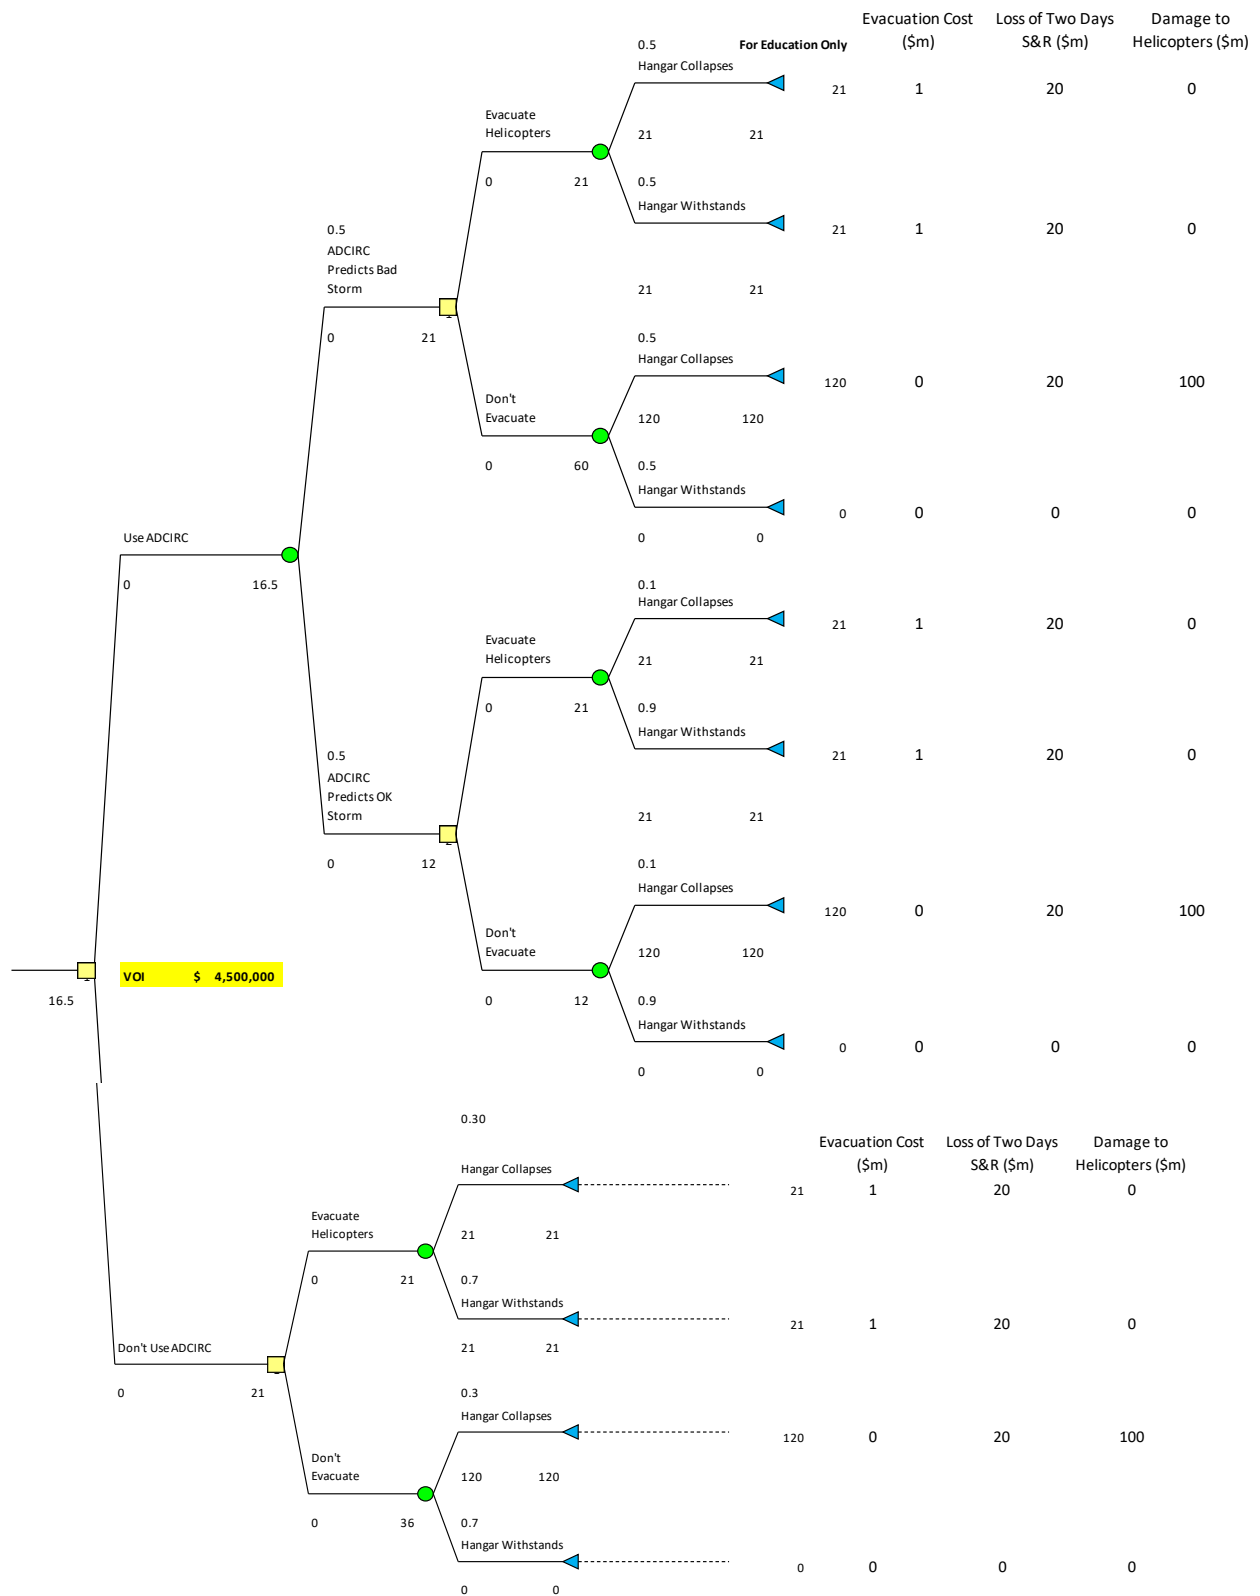 Evacuation Cost Loss of Two Days Damage to
($m) S&R ($m) Helicopters ($m)
0.5 For Education Only
Hangar Collapses
21 1 20 0
Evacuate
Helicopters
21 21
0 21 0.5
Hangar Withstands
21 1 20 0
0.5
ADCIRC
Predicts Bad
Storm
21 21
0 21 0.5
Hangar Collapses
120 0 20 100
Don't
Evacuate
120 120
0 60 0.5
Hangar Withstands
0 0 0 0
Use ADCIRC
0 0
0 16.5 0.1
Hangar Collapses
21 1 20 0
Evacuate
Helicopters
21 21
0 21 0.9
Hangar Withstands
21 1 20 0
0.5
ADCIRC
Predicts OK
Storm
21 21
0 12 0.1
Hangar Collapses
120 0 20 100
Don't
Evacuate
120 120
VOI $ 4,500,000
16.5 0 12 0.9
Hangar Withstands
0 0 0 0
0 0
0.30
Evacuation Cost Loss of Two Days Damage to
($m) S&R ($m) Helicopters ($m)
Hangar Collapses
21 1 20 0
Evacuate
Helicopters
21 21
0 21 0.7
Hangar Withstands
21 1 20 0
Don't Use ADCIRC
21 21
0 21 0.3
Hangar Collapses
120 0 20 100
Don't
Evacuate
120 120
0 36 0.7
Hangar Withstands
0 0 0 0
0 0